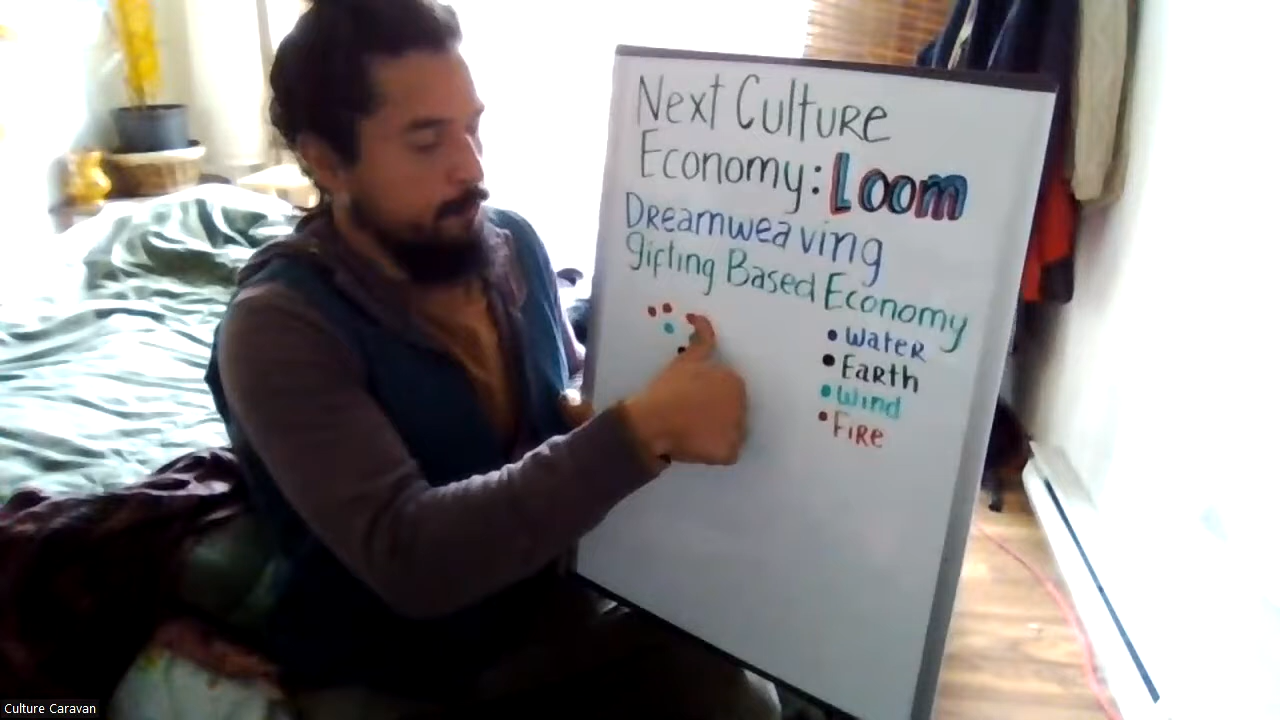 Next Culture
Economy: Loom
Dreamweaving
gifting Based Economy
• Water
• Earth
• Wind
• Fire
Culture Caravan